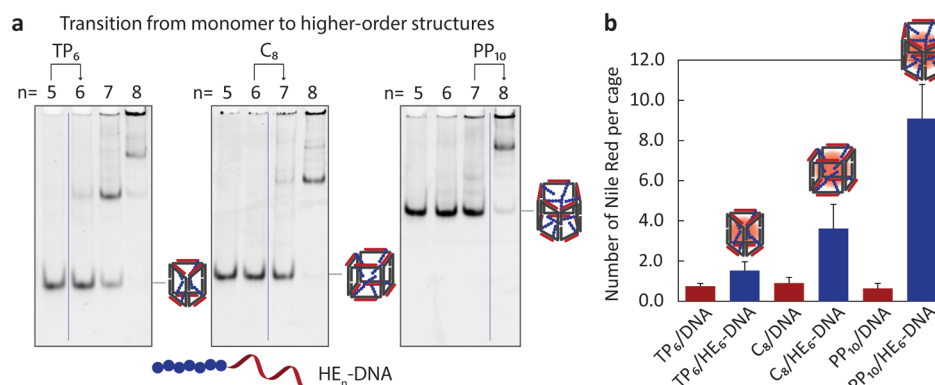 a Transition from monomer to higher-order structures
TP₆ C₈ PP₁₀
n= 5 6 7 8 n= 5 6 7 8 n= 5 6 7 8
HEₙ-DNA
b
Number of Nile Red per cage
12.0
10.0
8.0
6.0
4.0
2.0
0.0
TP₆/DNA
TP₆/HE₆-DNA
C₈/DNA
C₈/HE₆-DNA
PP₁₀/DNA
PP₁₀/HE₆-DNA